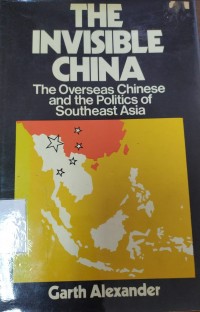 THE
INVISIBLE
CHINA
The Overseas Chinese
and the Politics of
Southeast Asia
Garth Alexander